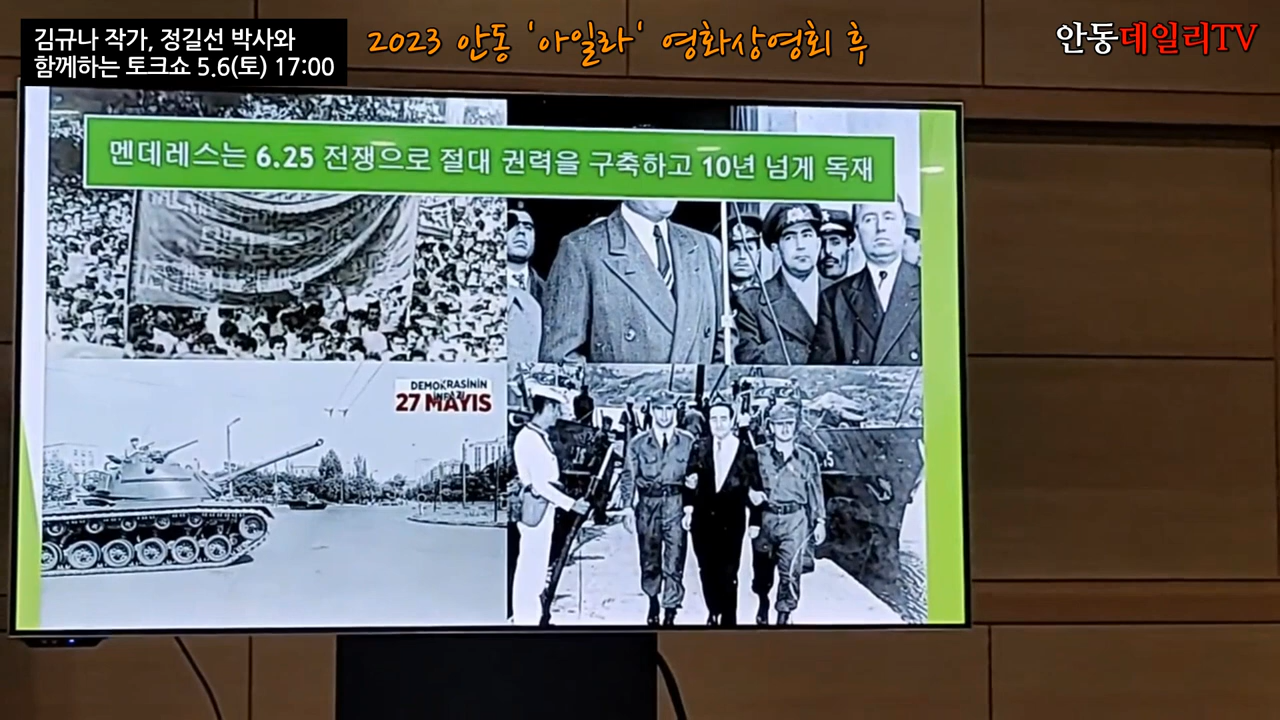 김규나 작가, 정길선 박사와
함께하는 토크쇼 5.6(토) 17:00
2023 안동 '아일라' 영화상영회 후
안동데일리TV
멘데레스는 6.25 전쟁으로 절대 권력을 구축하고 10년 넘게 독재
DEMOKRASİNİN
27 MAYIS